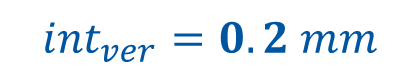 int_ver = 0.2 mm